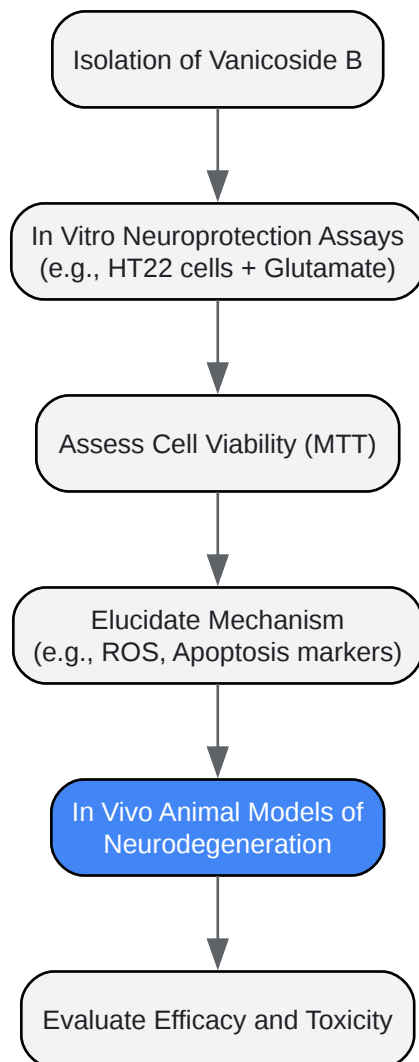 Isolation of Vanicoside B
In Vitro Neuroprotection Assays
(e.g., HT22 cells + Glutamate)
Assess Cell Viability (MTT)
Elucidate Mechanism
(e.g., ROS, Apoptosis markers)
In Vivo Animal Models of
Neurodegeneration
Evaluate Efficacy and Toxicity